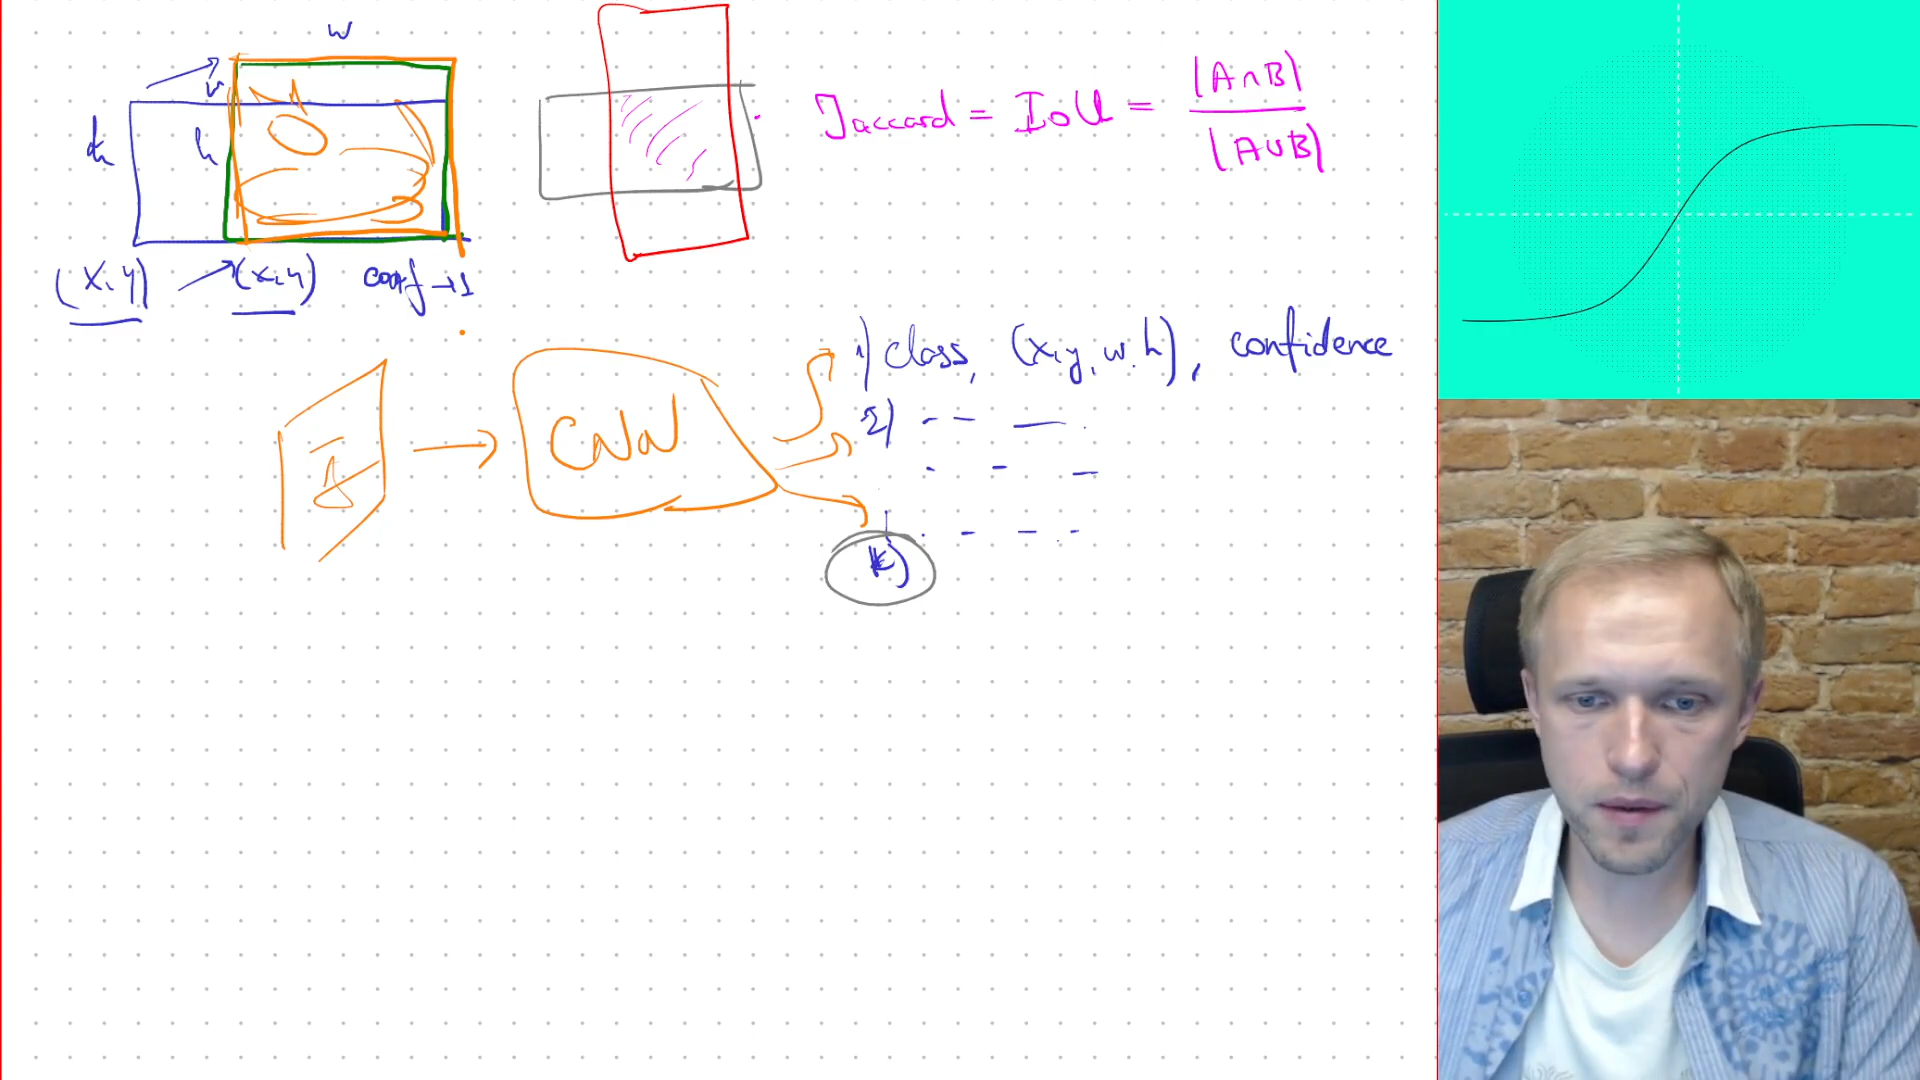 w
h
h
(x,y) → (x,y) conf → 1
Jaccard = IoU = |A∩B| / |A∪B|
CNN
1) class, (x,y,w,h), confidence
2) -- —
k)